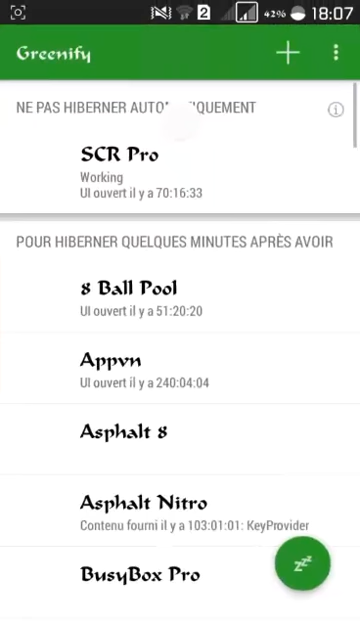 2 42% 18:07
Greenify
NE PAS HIBERNER
SCR Pro
Working
UI ouvert il y a 70:16:33
POUR HIBERNER QUELQUES MINUTES APRÈS AVOIR
8 Ball Pool
UI ouvert il y a 51:20:20
Appvn
UI ouvert il y a 240:04:04
Asphalt 8
Asphalt Nitro
Contenu fourni il y a 103:01:01: KeyProvider
zzz
BusyBox Pro